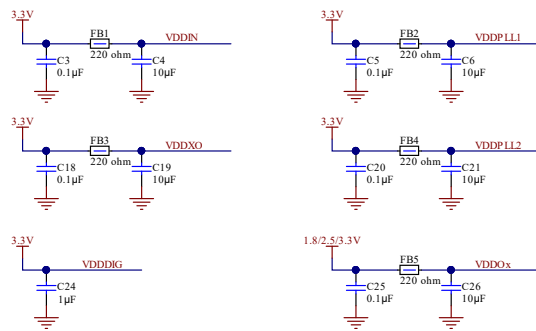 3.3V
FB1
VDDIN
220 ohm
C3
0.1µF
C4
10µF
3.3V
FB2
VDDPLL1
220 ohm
C5
0.1µF
C6
10µF
3.3V
FB3
VDDXO
220 ohm
C18
0.1µF
C19
10µF
3.3V
FB4
VDDPLL2
220 ohm
C20
0.1µF
C21
10µF
3.3V
VDDDIG
C24
1µF
1.8/2.5/3.3V
FB5
VDDOx
220 ohm
C25
0.1µF
C26
10µF